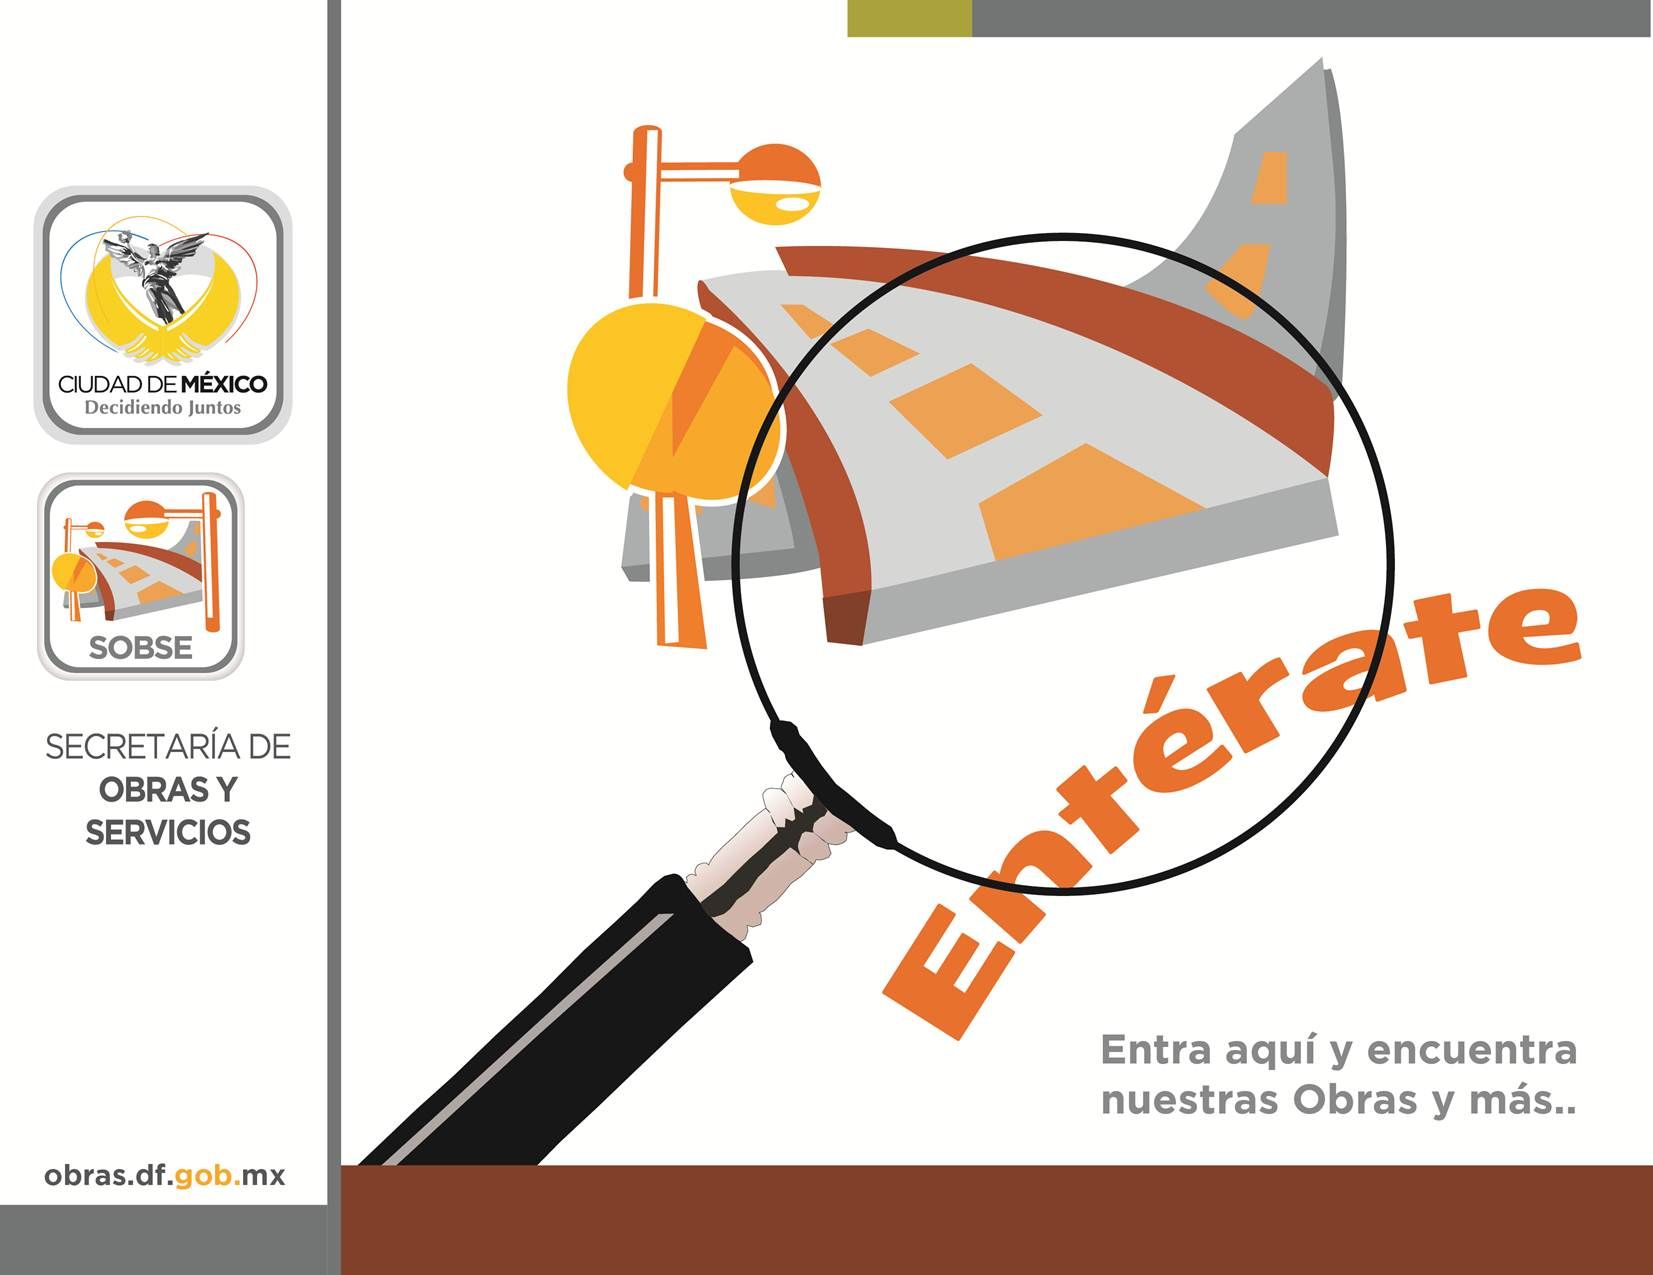 CIUDAD DE MÉXICO
Decidiendo Juntos
SOBSE
SECRETARÍA DE
OBRAS Y
SERVICIOS
obras.df.gob.mx
Entérate
Entra aquí y encuentra
nuestras Obras y más..